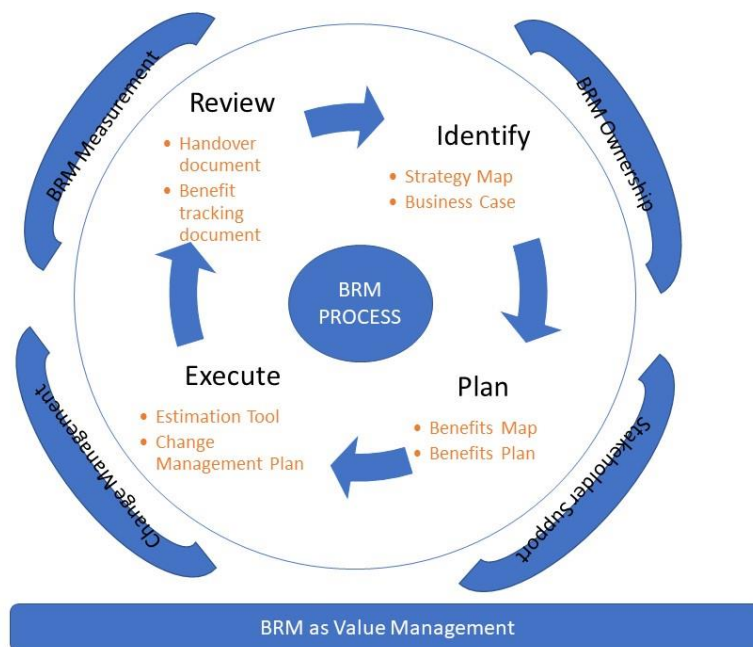 BRM Measurement
BRM Ownership
Review
• Handover
document
• Benefit
tracking
document
Identify
• Strategy Map
• Business Case
BRM
PROCESS
Execute
• Estimation Tool
• Change
Management Plan
Plan
• Benefits Map
• Benefits Plan
Change Management
Stakeholder Support
BRM as Value Management